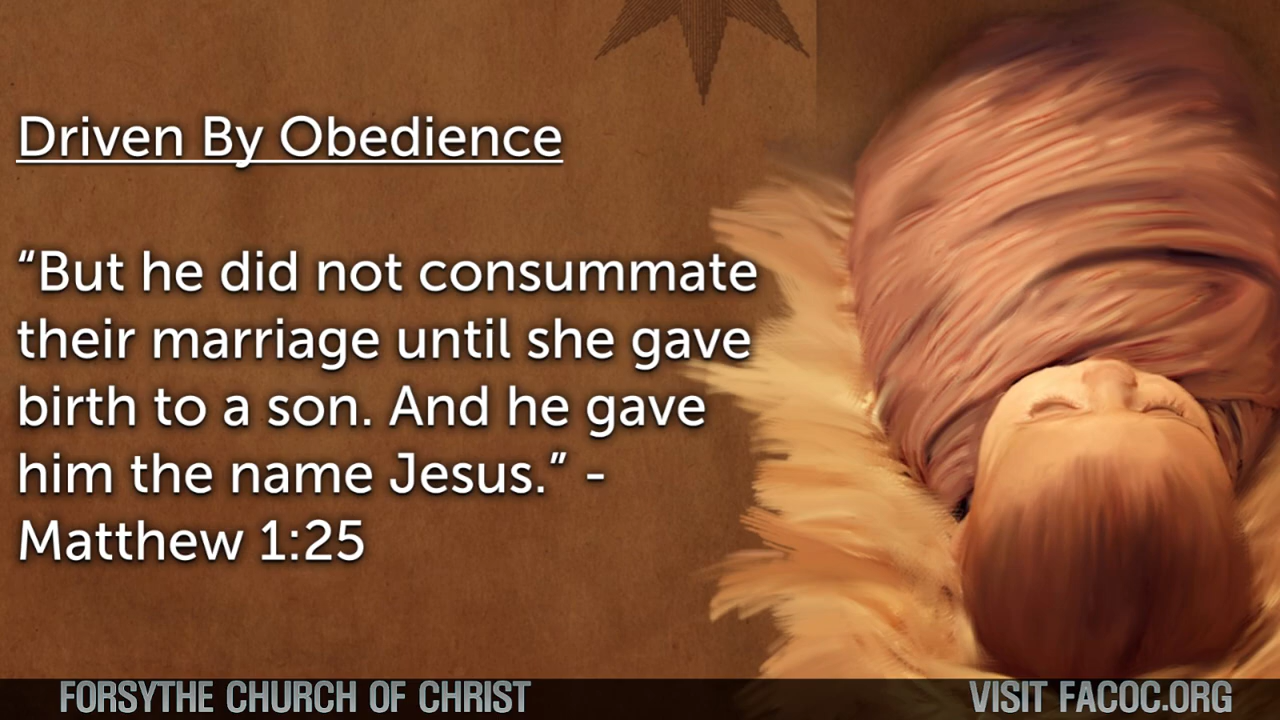 Driven By Obedience
“But he did not consummate
their marriage until she gave
birth to a son. And he gave
him the name Jesus.” -
Matthew 1:25
FORSYTHE CHURCH OF CHRIST
VISIT FACOC.ORG